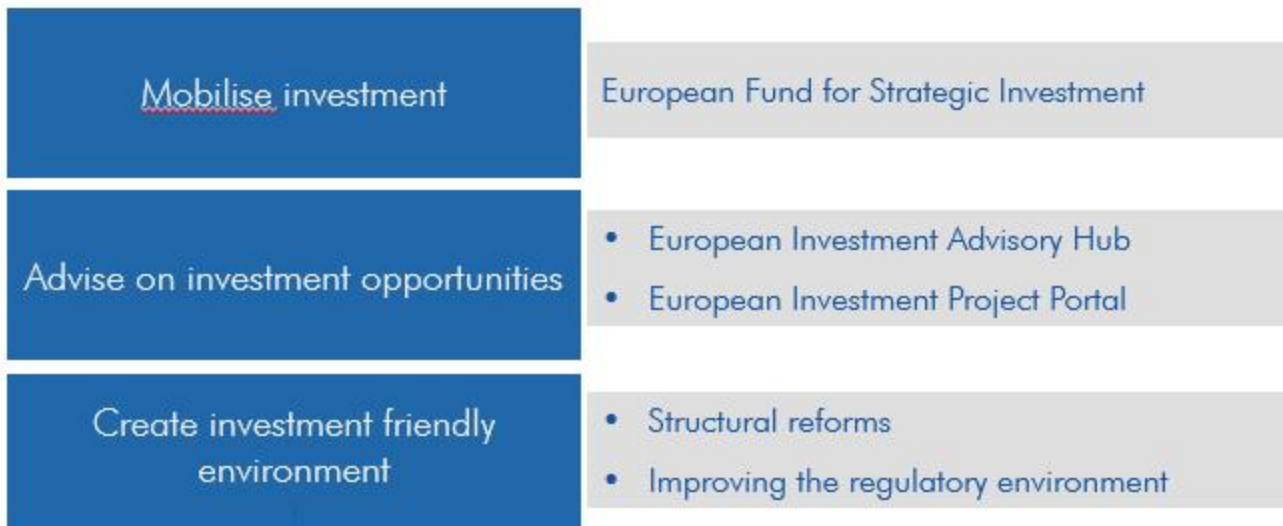 Mobilise investment
European Fund for Strategic Investment
Advise on investment opportunities
• European Investment Advisory Hub
• European Investment Project Portal
Create investment friendly
environment
• Structural reforms
• Improving the regulatory environment